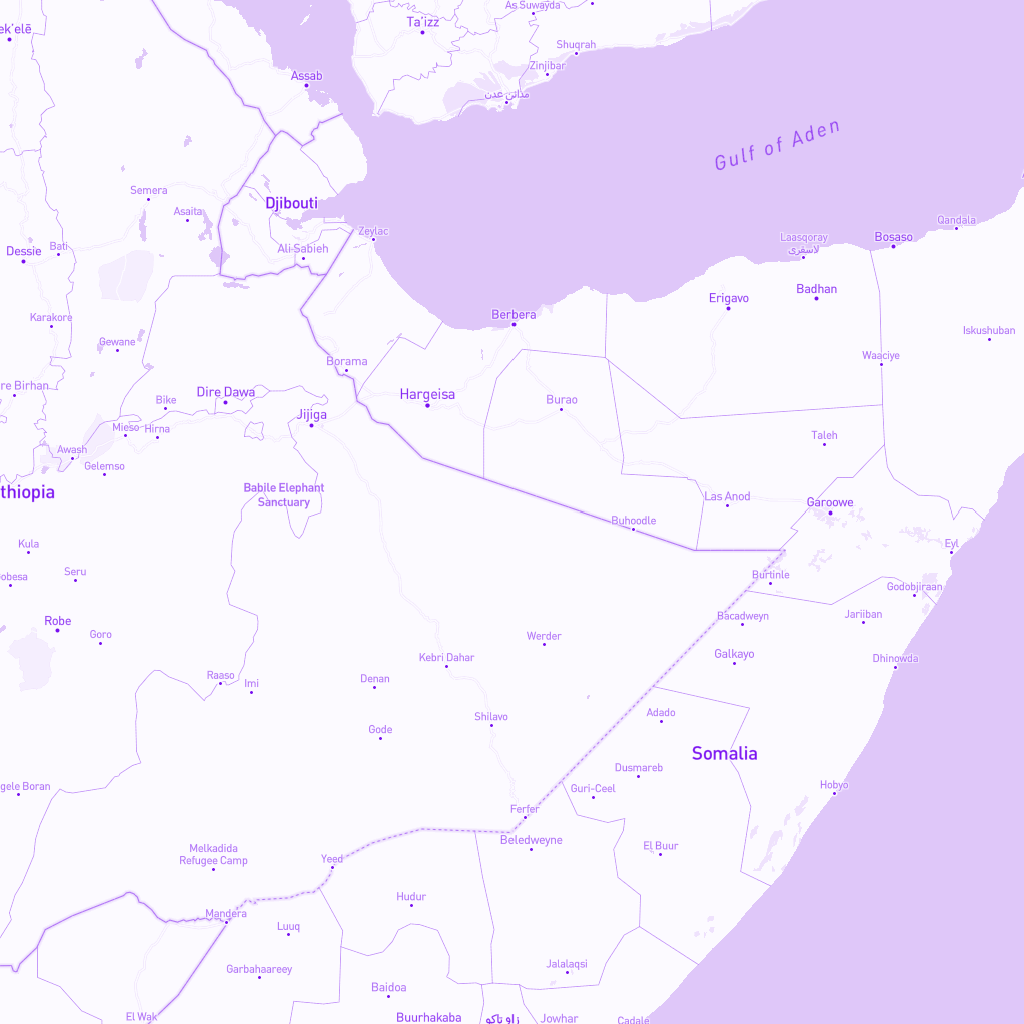 As Suwayda
Ta'izz
ek'elē
Shuqrah
Zinjibar
Assab
مدائن عدن
Gulf of Aden
Semera
Djibouti
Asaita
Qandala
Zeylac
Laasqoray
لاسقرى
Bosaso
Dessie
Bati
Ali Sabieh
Badhan
Erigavo
Berbera
Karakore
Iskushuban
Gewane
Waaciye
Borama
re Birhan
Dire Dawa
Hargeisa
Burao
Bike
Jijiga
Mieso
Hirna
Taleh
Awash
Gelemso
thiopia
Babile Elephant
Sanctuary
Las Anod
Garoowe
Buhoodle
Kula
Eyl
obesa
Seru
Burtinle
Godobjiraan
Robe
Goro
Bacadweyn
Jariiban
Werder
Kebri Dahar
Galkayo
Dhinowda
Raaso
Imi
Denan
Shilavo
Adado
Gode
Somalia
Dusmareb
gele Boran
Guri-Ceel
Hobyo
Ferfer
Beledweyne
El Buur
Melkadida
Refugee Camp
Yeed
Hudur
Mandera
Luuq
Garbahaareey
Jalalaqsi
Baidoa
El Wak
Buurhakaba
Jowhar
Cadale